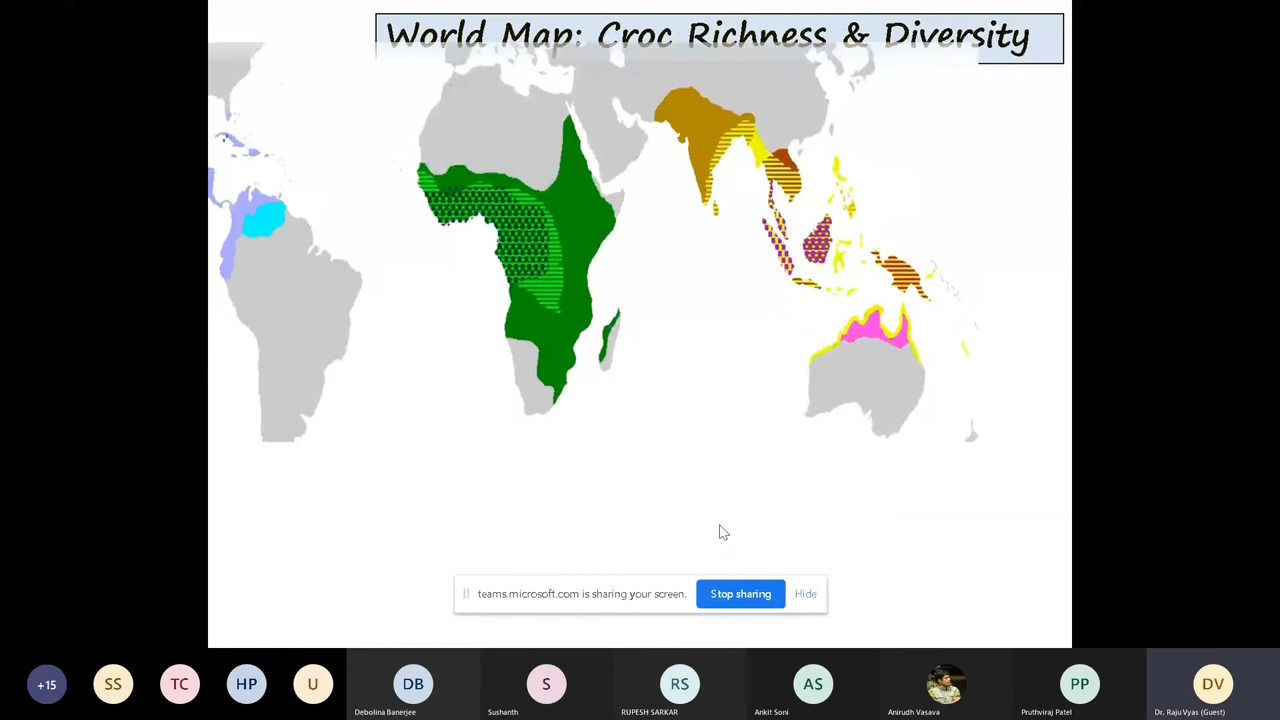 World Map: Croc Richness & Diversity
teams.microsoft.com is sharing your screen.
Stop sharing
Hide
+15
SS
TC
HP
U
DB
S
RS
AS
PP
DV
Debolina Banerjee
Sushanth
RUPESH SARKAR
Ankit Soni
Anirudh Vasava
Pruthviraj Patel
Dr. Raju Vyas (Guest)